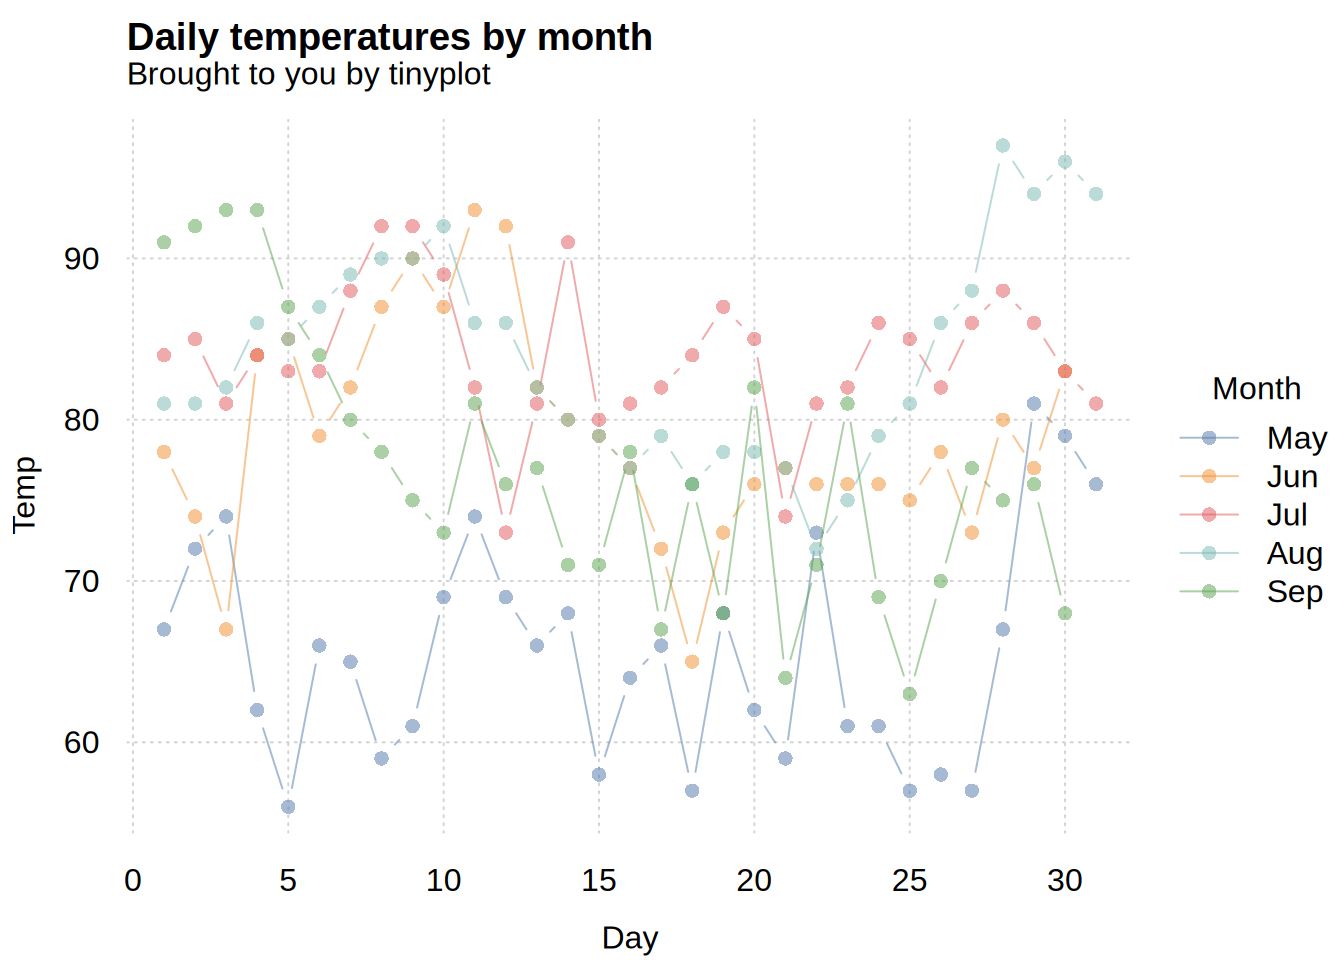 Daily temperatures by month
Brought to you by tinyplot
90
80
70
60
Temp
0 5 10 15 20 25 30
Day
Month
May
Jun
Jul
Aug
Sep